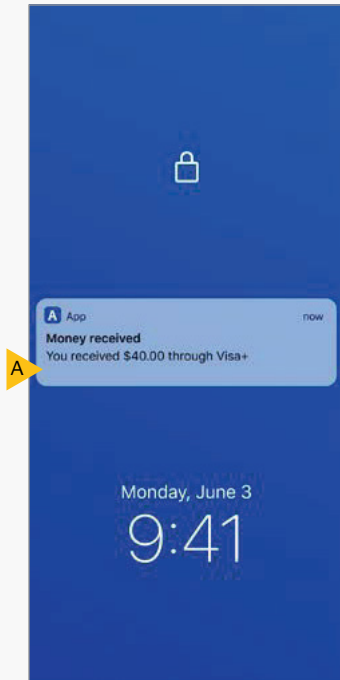 A App now
Money received
You received $40.00 through Visa+
A
Monday, June 3
9:41